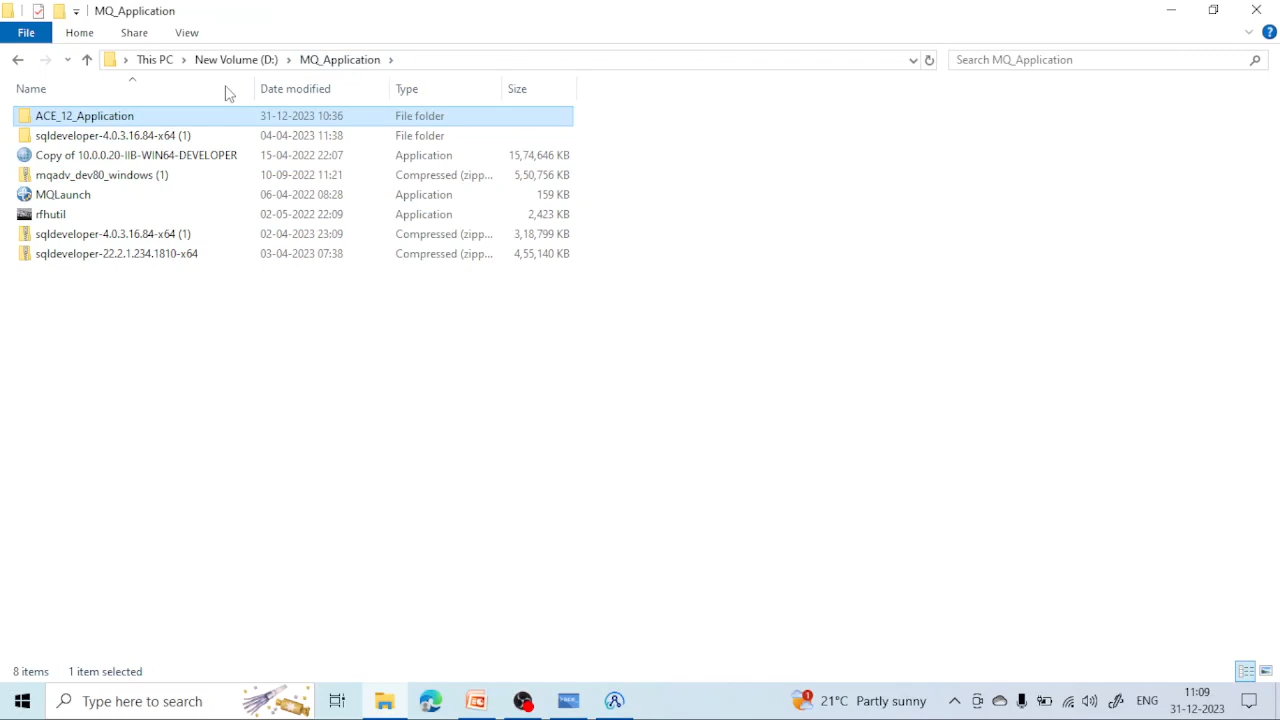 MQ_Application
File Home Share View
This PC New Volume (D:) MQ_Application Search MQ_Application
Name Date modified Type Size
ACE_12_Application 31-12-2023 10:36 File folder
sqldeveloper-4.0.3.16.84-x64 (1) 04-04-2023 11:38 File folder
Copy of 10.0.0.20-IIB-WIN64-DEVELOPER 15-04-2022 22:07 Application 15,74,646 KB
mqadv_dev80_windows (1) 10-09-2022 11:21 Compressed (zipp... 5,50,756 KB
MQLaunch 06-04-2022 08:28 Application 159 KB
rfhutil 02-05-2022 22:09 Application 2,423 KB
sqldeveloper-4.0.3.16.84-x64 (1) 02-04-2023 23:09 Compressed (zipp... 3,18,799 KB
sqldeveloper-22.2.1.234.1810-x64 03-04-2023 07:38 Compressed (zipp... 4,55,140 KB
8 items 1 item selected
Type here to search 1 21°C Partly sunny ENG 11:09
31-12-2023